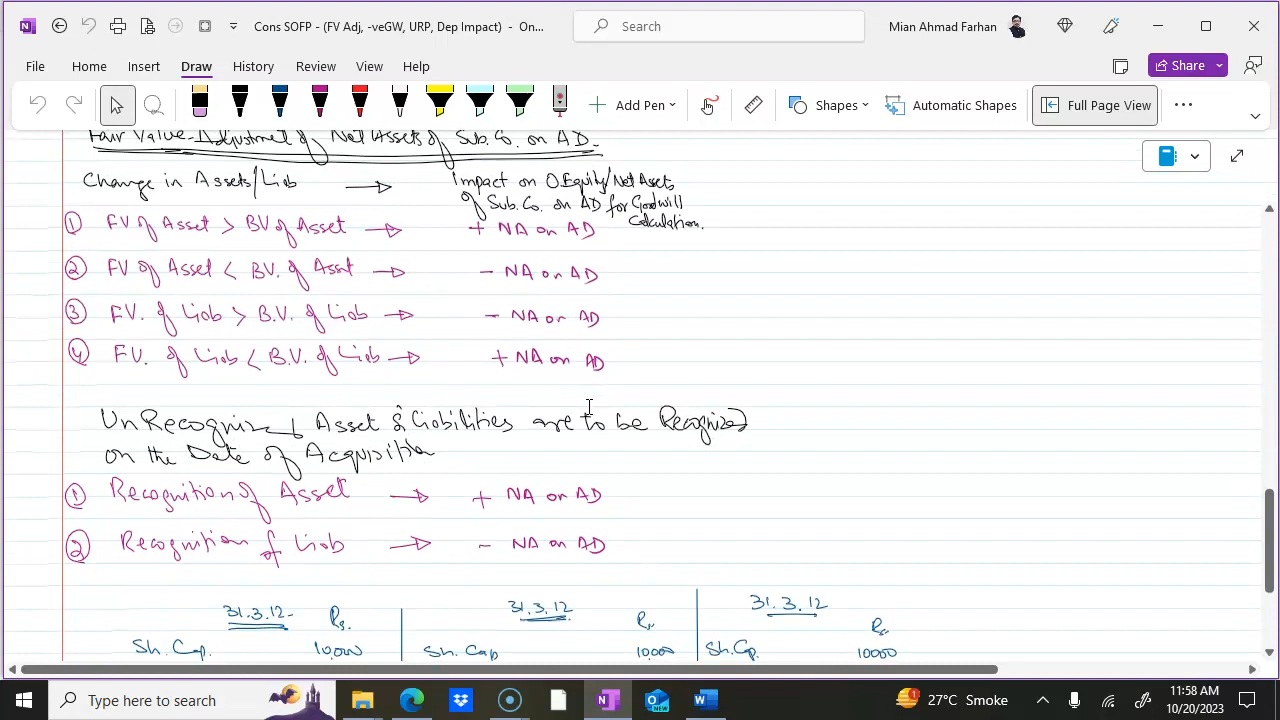 Cons SOFP - (FV Adj, -veGW, URP, Dep Impact) - On...
Search
Mian Ahmad Farhan
File Home Insert Draw History Review View Help
Share
Add Pen
Shapes
Automatic Shapes
Full Page View
Fair Value Adjustment of Net Assets of Sub.Co. on AD.
Change in Assets/Liab → Impact on O.Equity/Net Assets
of Sub.Co. on AD for Goodwill
Calculation.
① FV of Asset > BV of Asset → + NA on AD
② FV of Asset < BV. of Asset → - NA on AD
③ FV. of Liab > B.V. of Liab → - NA on AD
④ FV. of Liab < B.V. of Liab → + NA on AD
UnRecognized Asset & Liabilities are to be Recognized
on the Date of Acquisition
① Recognition of Asset → + NA on AD
② Recognition of Liab → - NA on AD
31.3.12 Rs. 31.3.12 Rs. 31.3.12 Rs
Sh. Cap. 10,000 Sh. Cap 10,000 Sh. Cap. 10000
Type here to search
1
27°C Smoke
11:58 AM
10/20/2023